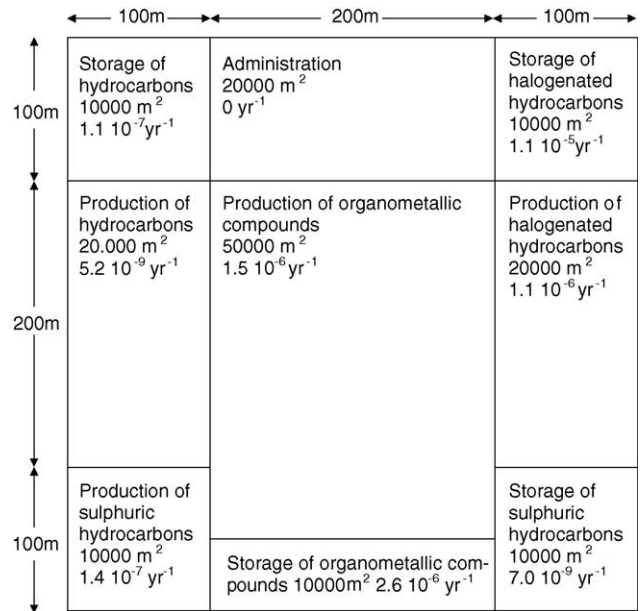 100m
200m
100m
100m
Storage of
hydrocarbons
10000 m²
1.1 10⁻⁷yr⁻¹
Administration
20000 m²
0 yr⁻¹
Storage of
halogenated
hydrocarbons
10000 m²
1.1 10⁻⁵yr⁻¹
200m
Production of
hydrocarbons
20.000 m²
5.2 10⁻⁹ yr⁻¹
Production of organometallic
compounds
50000 m²
1.5 10⁻⁶yr⁻¹
Production of
halogenated
hydrocarbons
20000 m²
1.1 10⁻⁶ yr⁻¹
100m
Production of
sulphuric
hydrocarbons
10000 m²
1.4 10⁻⁷ yr⁻¹
Storage of organometallic com-
pounds 10000m² 2.6 10⁻⁶ yr⁻¹
Storage of
sulphuric
hydrocarbons
10000 m²
7.0 10⁻⁹ yr⁻¹